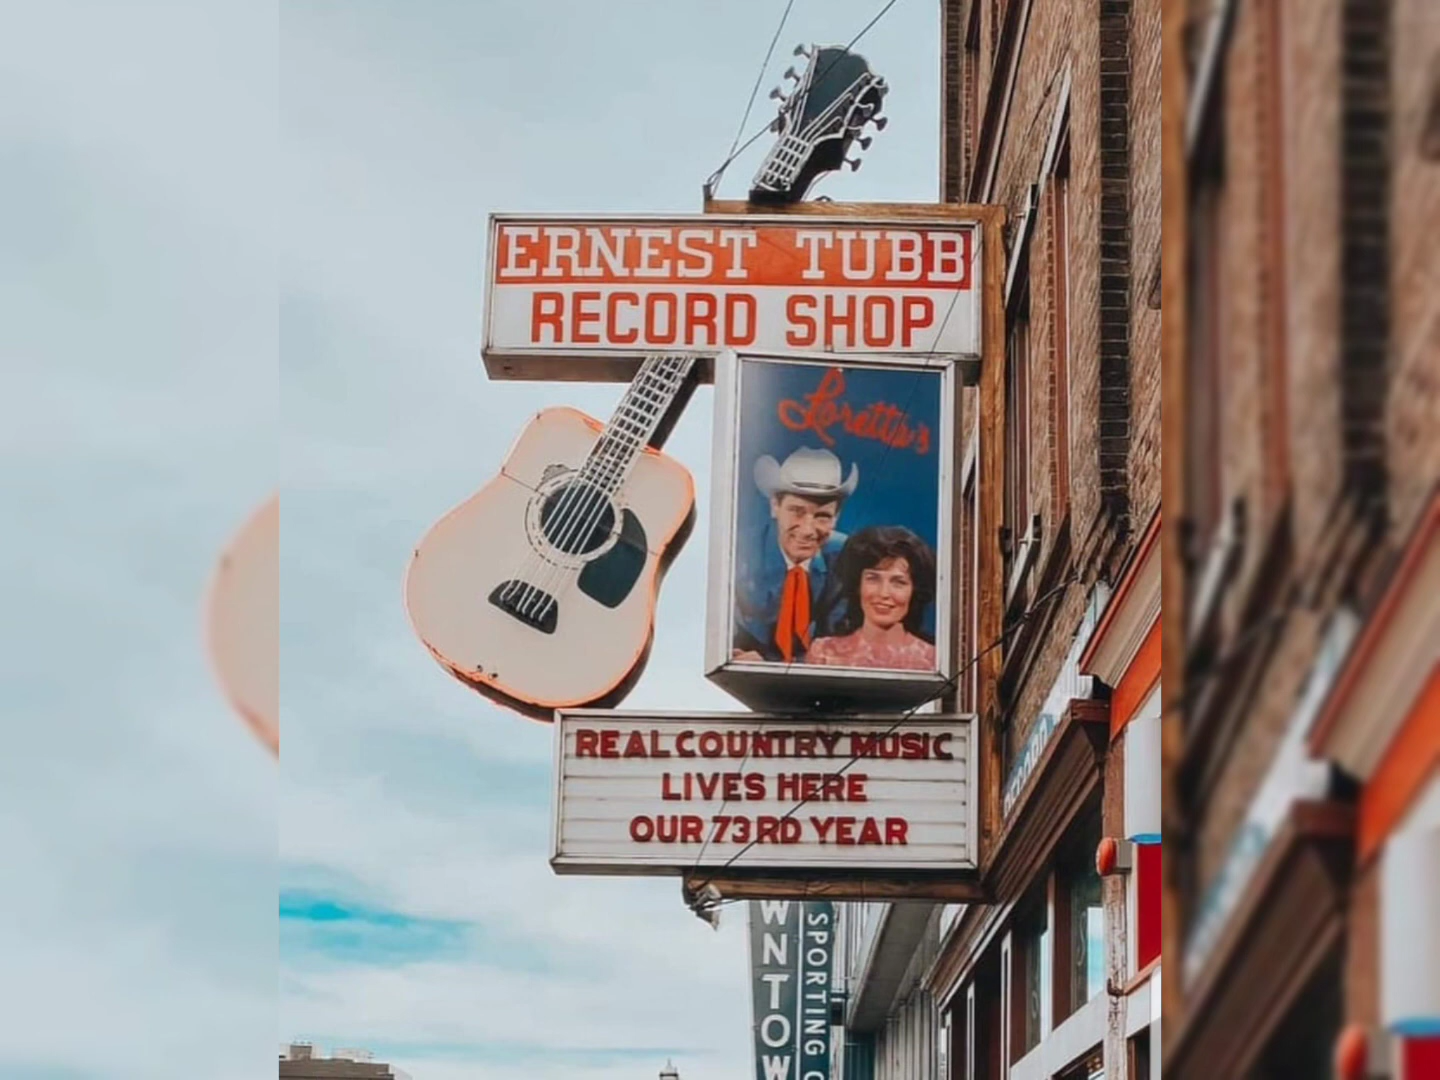 ERNEST TUBB
RECORD SHOP
Loretta's
REAL COUNTRY MUSIC
LIVES HERE
OUR 73RD YEAR
WNTOW
SPORTING